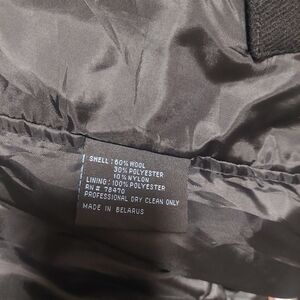 SHELL: 60% WOOL
30% POLYESTER
10% NYLON
LINING: 100% POLYESTER
RN# 78470
PROFESSIONAL DRY CLEAN ONLY
MADE IN BELARUS